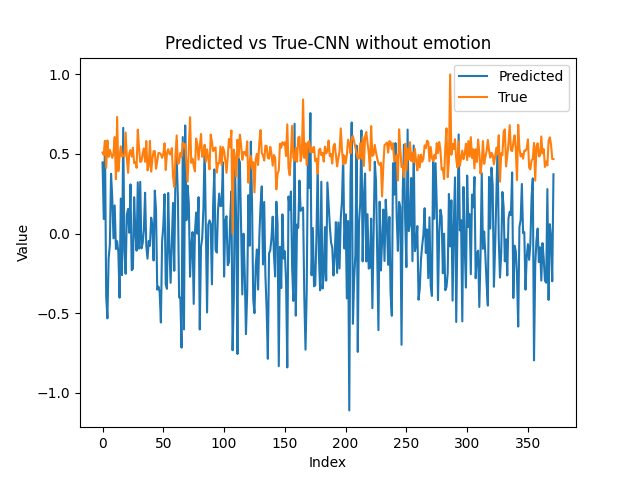 Predicted vs True-CNN without emotion
Predicted
True
1.0
0.5
0.0
−0.5
−1.0
Value
0 50 100 150 200 250 300 350
Index